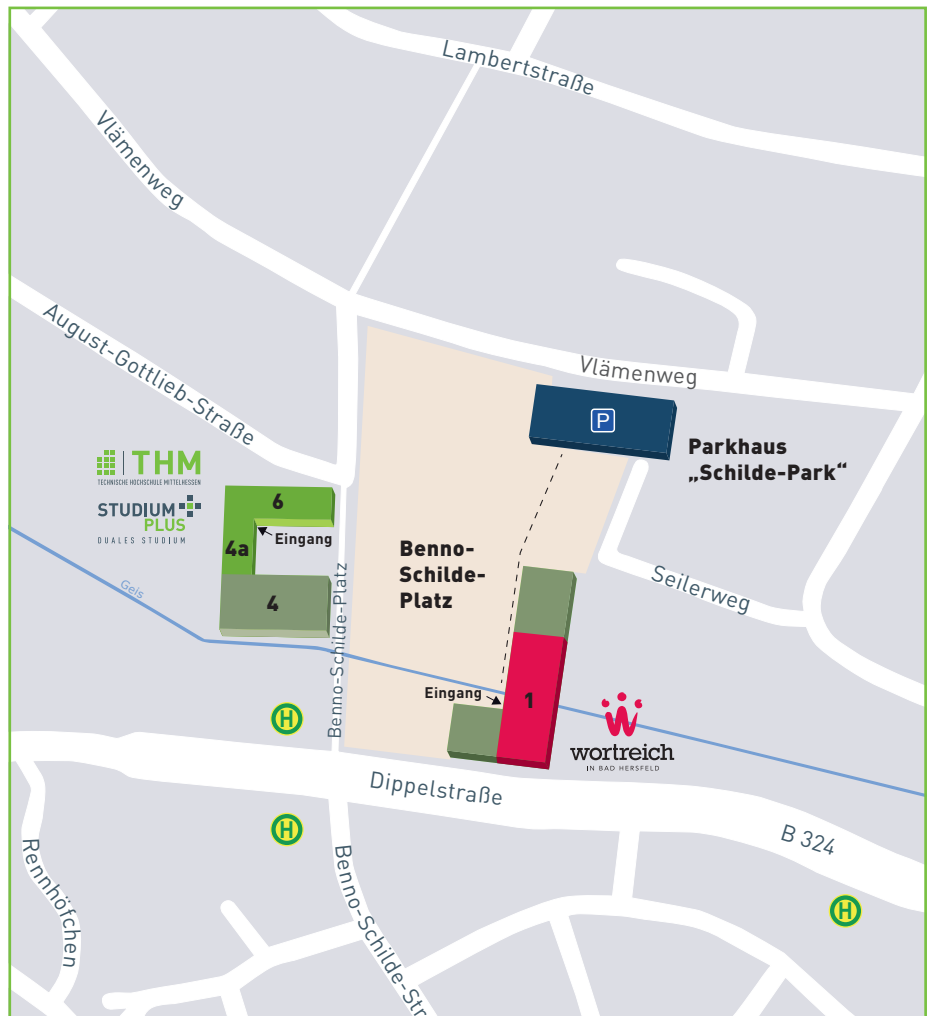 Lambertstraße
Vlämenweg
August-Gottlieb-Straße
Vlämenweg
P
Parkhaus
„Schilde-Park“
THM
TECHNISCHE HOCHSCHULE MITTELHESSEN
STUDIUM
PLUS
DUALES STUDIUM
6
Eingang
4a
4
Geis
Benno-Schilde-Platz
Benno-
Schilde-
Platz
Seilerweg
Eingang
1
wortreich
IN BAD HERSFELD
H
Dippelstraße
B 324
H
H
Rennhöfchen
Benno-Schilde-Str